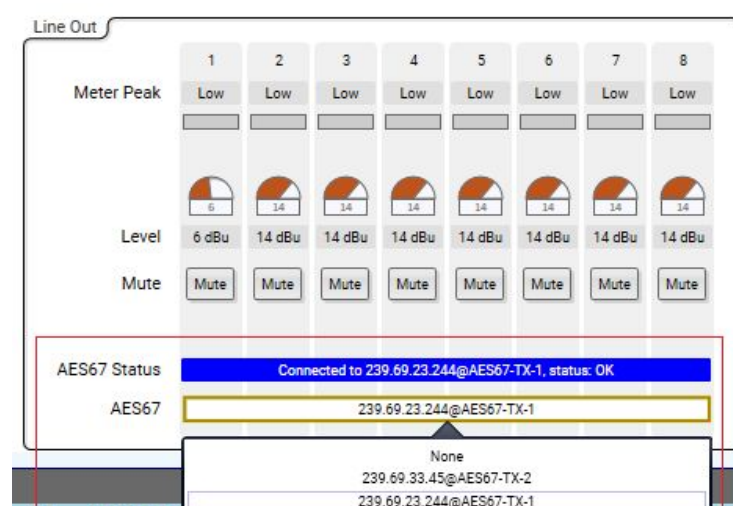 Line Out
1 2 3 4 5 6 7 8
Meter Peak Low Low Low Low Low Low Low Low
6 14 14 14 14 14 14 14
Level 6 dBu 14 dBu 14 dBu 14 dBu 14 dBu 14 dBu 14 dBu 14 dBu
Mute Mute Mute Mute Mute Mute Mute Mute Mute
AES67 Status Connected to 239.69.23.244@AES67-TX-1, status: OK
AES67 239.69.23.244@AES67-TX-1
None
239.69.33.45@AES67-TX-2
239.69.23.244@AES67-TX-1